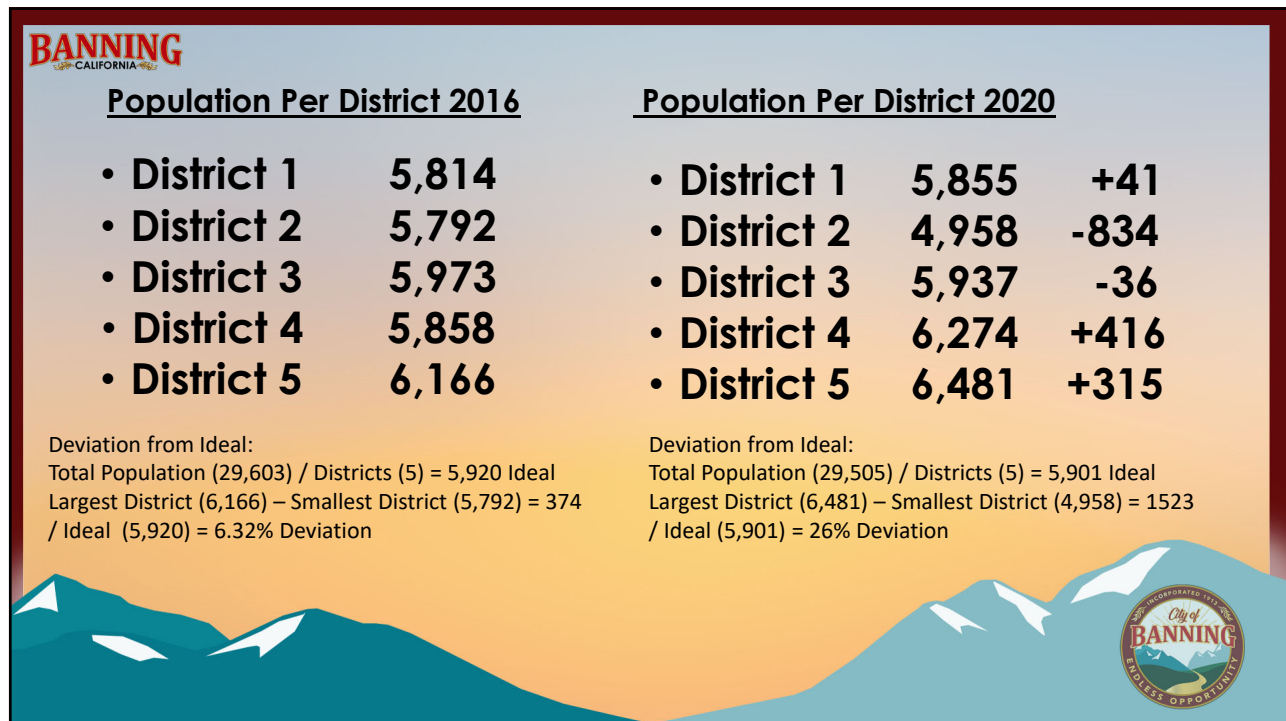 BANNING
CALIFORNIA
Population Per District 2016
• District 1 5,814
• District 2 5,792
• District 3 5,973
• District 4 5,858
• District 5 6,166
Deviation from Ideal:
Total Population (29,603) / Districts (5) = 5,920 Ideal
Largest District (6,166) – Smallest District (5,792) = 374
/ Ideal (5,920) = 6.32% Deviation
Population Per District 2020
• District 1 5,855 +41
• District 2 4,958 -834
• District 3 5,937 -36
• District 4 6,274 +416
• District 5 6,481 +315
Deviation from Ideal:
Total Population (29,505) / Districts (5) = 5,901 Ideal
Largest District (6,481) – Smallest District (4,958) = 1523
/ Ideal (5,901) = 26% Deviation
INCORPORATED 1913
City of
BANNING
ENDLESS OPPORTUNITY